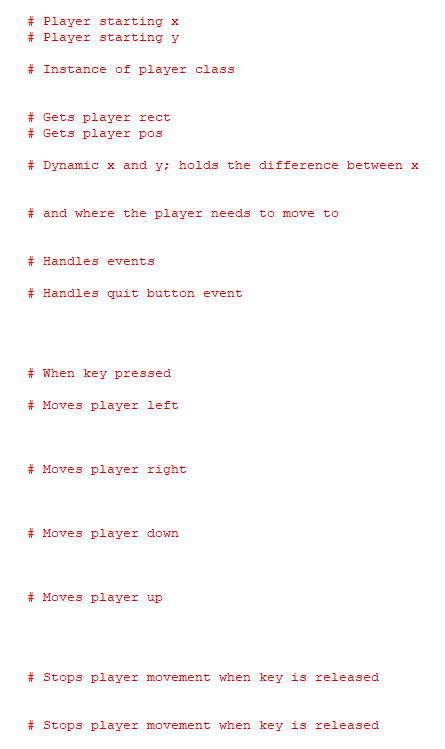 # Player starting x
# Player starting y
# Instance of player class
# Gets player rect
# Gets player pos
# Dynamic x and y; holds the difference between x
# and where the player needs to move to
# Handles events
# Handles quit button event
# When key pressed
# Moves player left
# Moves player right
# Moves player down
# Moves player up
# Stops player movement when key is released
# Stops player movement when key is released